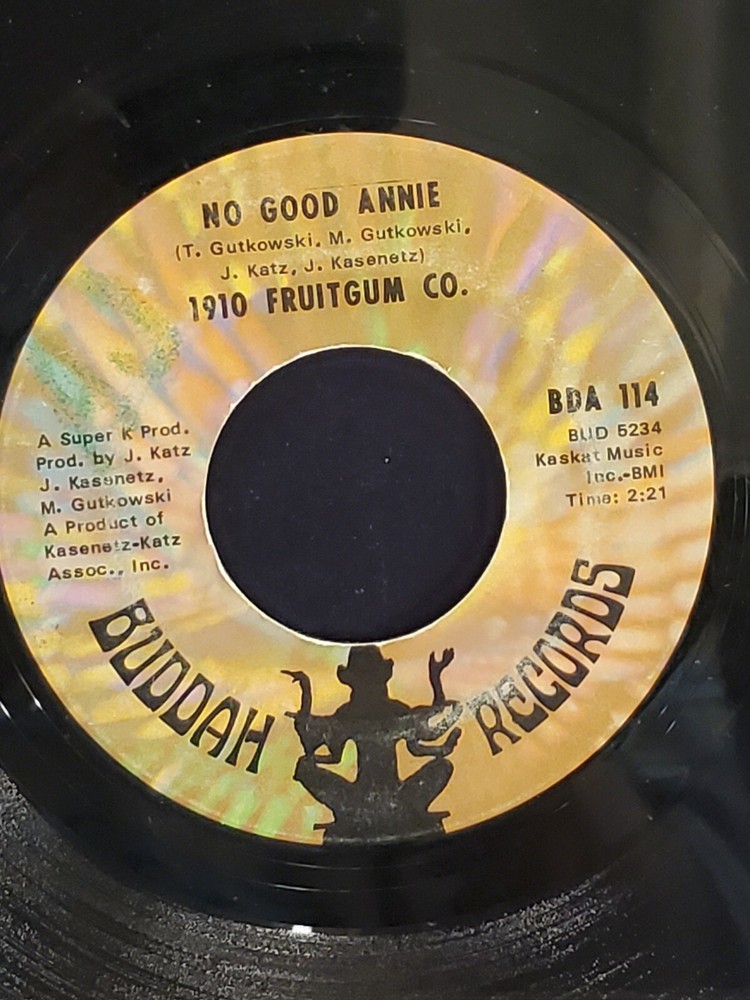 NO GOOD ANNIE
(T. Gutkowski, M. Gutkowski,
J. Katz, J. Kasenetz)
1910 FRUITGUM CO.
BDA 114
BUD 5234
Kaskat Music
Inc.-BMI
Time: 2:21
A Super K Prod.
Prod. by J. Katz
J. Kasenetz,
M. Gutkowski
A Product of
Kasenetz-Katz
Assoc., Inc.
BUDDAH RECORDS